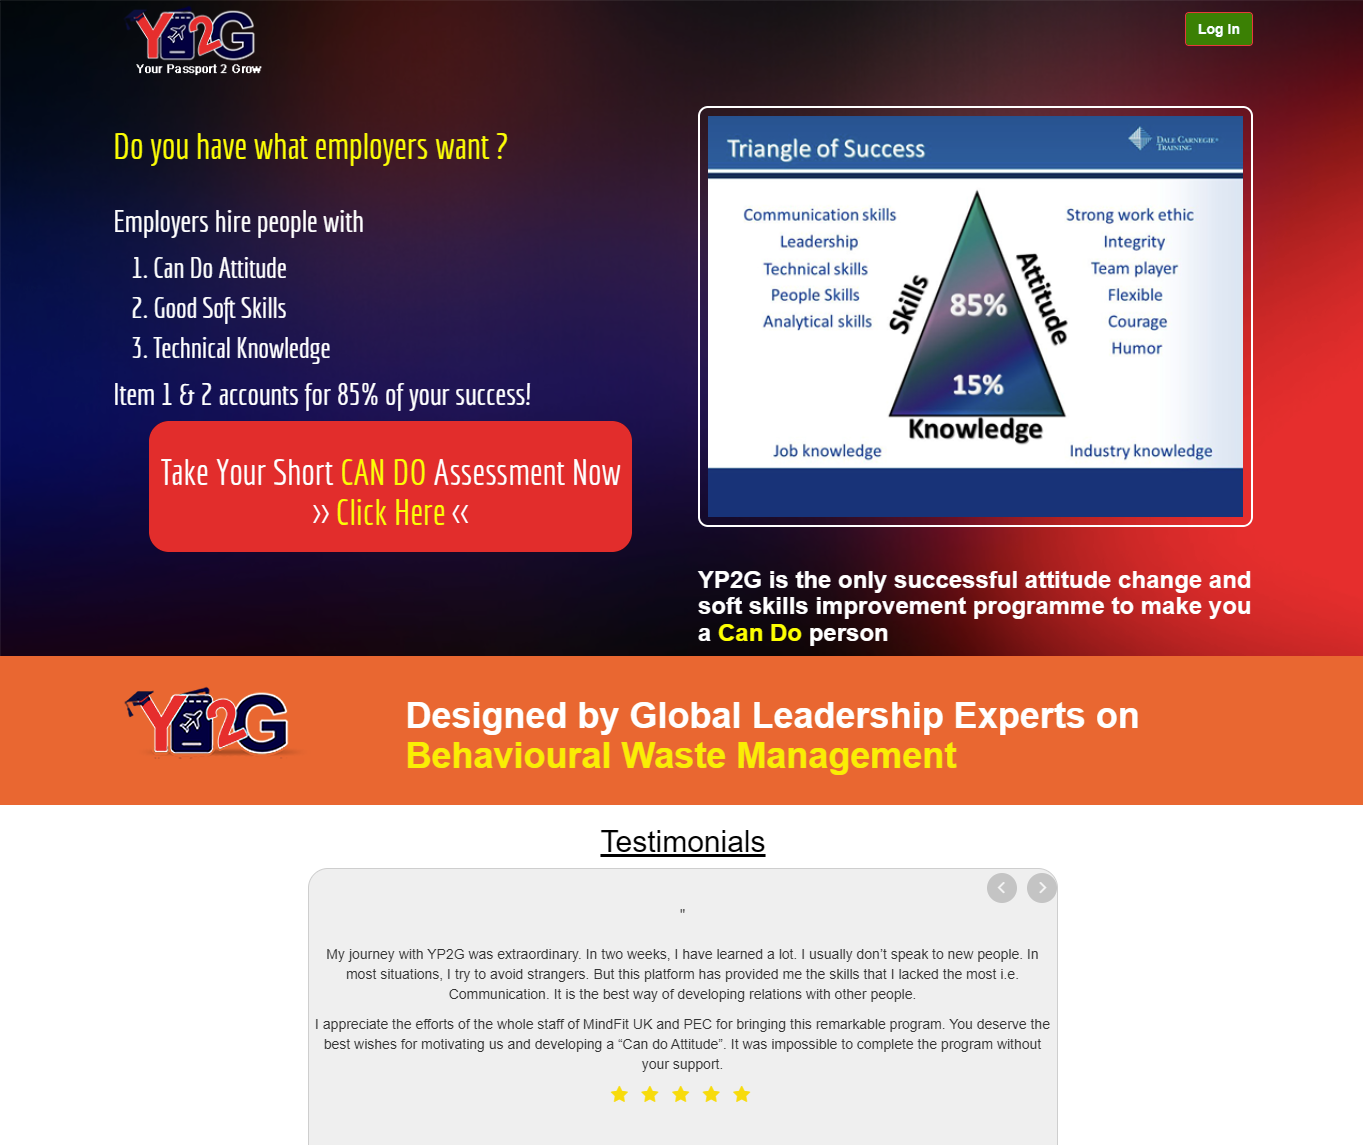 YP2G
Your Passport 2 Grow
Log In
Do you have what employers want ?
Employers hire people with
1. Can Do Attitude
2. Good Soft Skills
3. Technical Knowledge
Item 1 & 2 accounts for 85% of your success!
Take Your Short CAN DO Assessment Now
>> Click Here <<
Triangle of Success
DALE CARNEGIE®
TRAINING
Communication skills
Leadership
Technical skills
People Skills
Analytical skills
Skills
85%
15%
Attitude
Strong work ethic
Integrity
Team player
Flexible
Courage
Humor
Knowledge
Job knowledge
Industry knowledge
YP2G is the only successful attitude change and
soft skills improvement programme to make you
a Can Do person
YP2G
Designed by Global Leadership Experts on
Behavioural Waste Management
Testimonials
"
My journey with YP2G was extraordinary. In two weeks, I have learned a lot. I usually don’t speak to new people. In
most situations, I try to avoid strangers. But this platform has provided me the skills that I lacked the most i.e.
Communication. It is the best way of developing relations with other people.
I appreciate the efforts of the whole staff of MindFit UK and PEC for bringing this remarkable program. You deserve the
best wishes for motivating us and developing a “Can do Attitude”. It was impossible to complete the program without
your support.